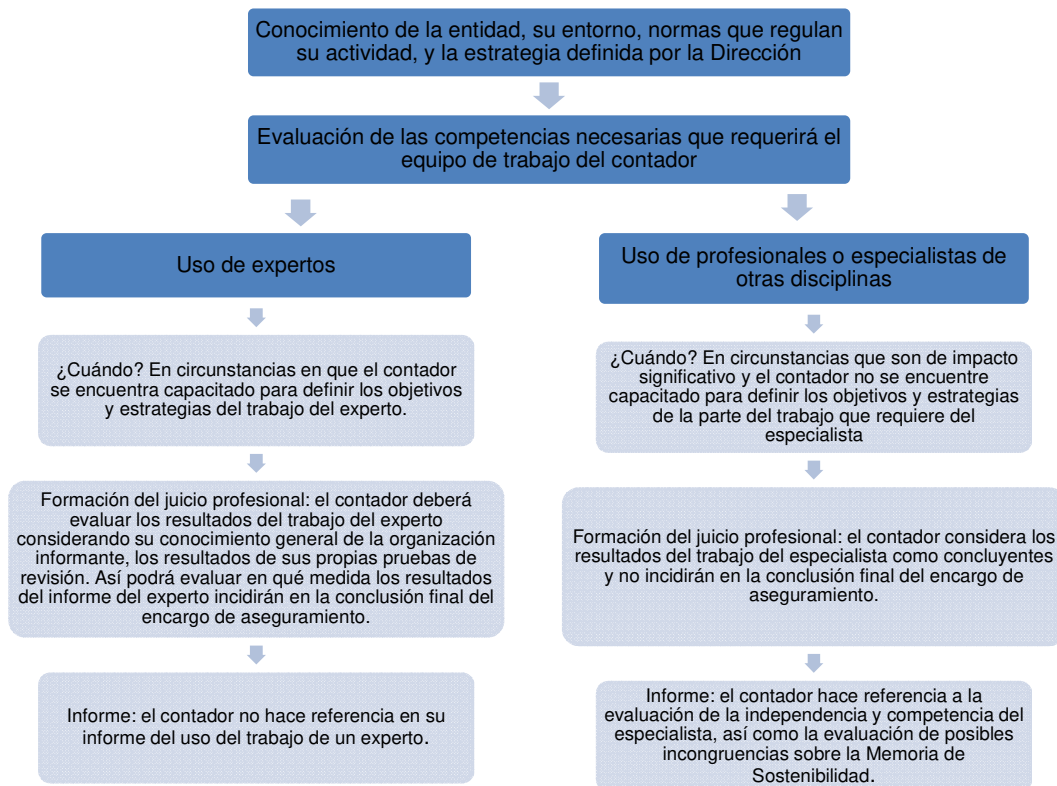 Conocimiento de la entidad, su entorno, normas que regulan
su actividad, y la estrategia definida por la Dirección
Evaluación de las competencias necesarias que requerirá el
equipo de trabajo del contador
Uso de expertos
¿Cuándo? En circunstancias en que el contador
se encuentra capacitado para definir los objetivos
y estrategias del trabajo del experto.
Formación del juicio profesional: el contador deberá
evaluar los resultados del trabajo del experto
considerando su conocimiento general de la organización
informante, los resultados de sus propias pruebas de
revisión. Así podrá evaluar en qué medida los resultados
del informe del experto incidirán en la conclusión final del
encargo de aseguramiento.
Informe: el contador no hace referencia en su
informe del uso del trabajo de un experto.
Uso de profesionales o especialistas de
otras disciplinas
¿Cuándo? En circunstancias que son de impacto
significativo y el contador no se encuentre
capacitado para definir los objetivos y estrategias
de la parte del trabajo que requiere del
especialista
Formación del juicio profesional: el contador considera los
resultados del trabajo del especialista como concluyentes
y no incidirán en la conclusión final del encargo de
aseguramiento.
Informe: el contador hace referencia a la
evaluación de la independencia y competencia del
especialista, así como la evaluación de posibles
incongruencias sobre la Memoria de
Sostenibilidad.